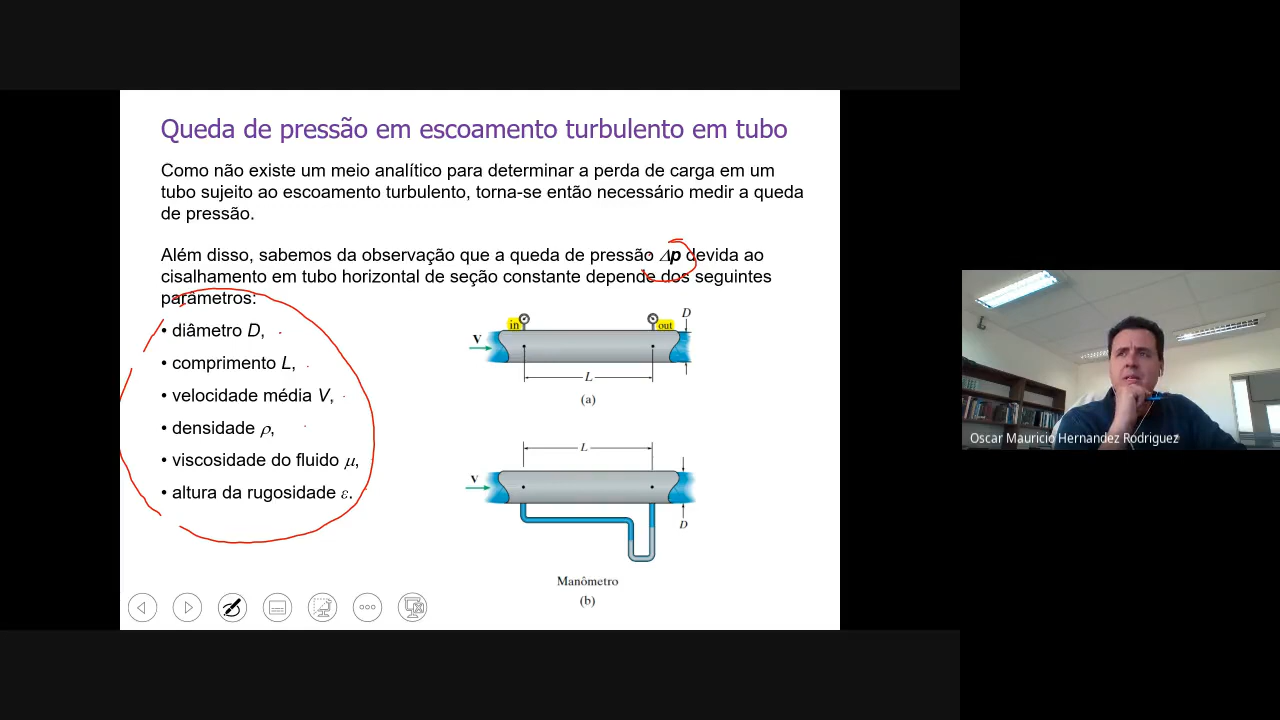 Queda de pressão em escoamento turbulento em tubo
Como não existe um meio analítico para determinar a perda de carga em um
tubo sujeito ao escoamento turbulento, torna-se então necessário medir a queda
de pressão.
Além disso, sabemos da observação que a queda de pressão Δp devida ao
cisalhamento em tubo horizontal de seção constante depende dos seguintes
parâmetros:
• diâmetro D,
• comprimento L,
• velocidade média V,
• densidade ρ,
• viscosidade do fluido μ,
• altura da rugosidade ε.
in
out
D
V
L
(a)
L
V
D
Manômetro
(b)
Oscar Mauricio Hernandez Rodriguez